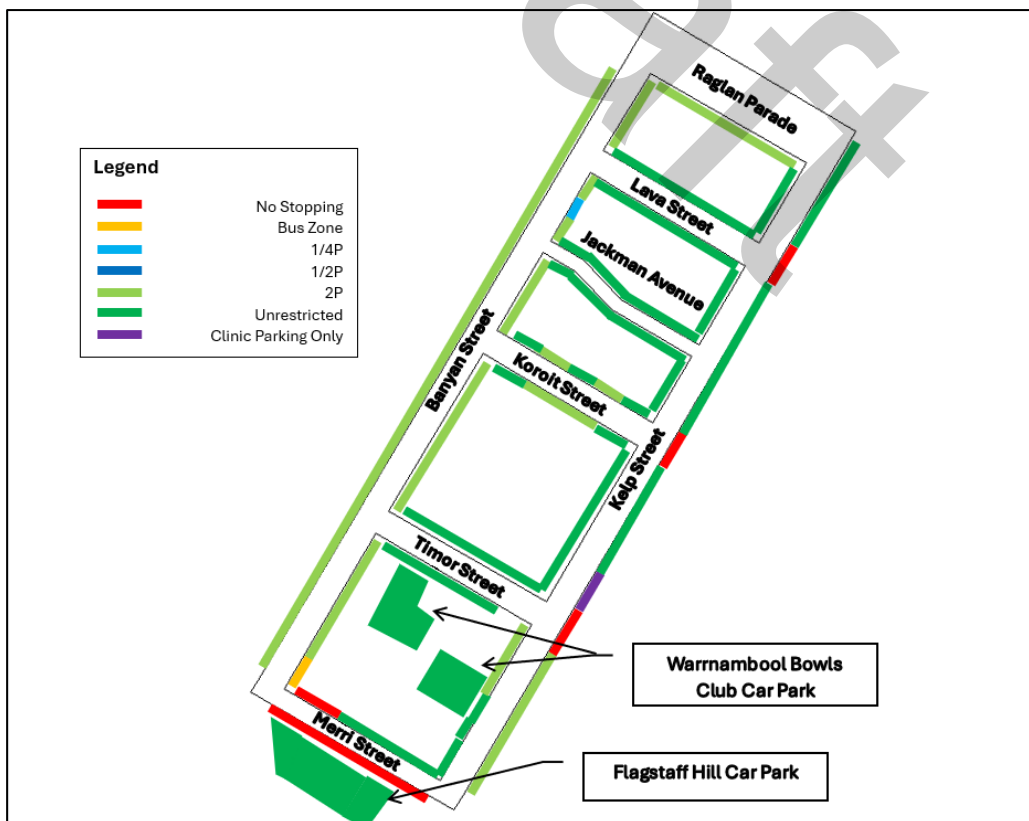 Raglan Parade
Legend
No Stopping
Bus Zone
1/4P
1/2P
2P
Unrestricted
Clinic Parking Only
Lava Street
Jackman Avenue
Banyan Street
Koroit Street
Kelp Street
Timor Street
Warrnambool Bowls
Club Car Park
Merri Street
Flagstaff Hill Car Park